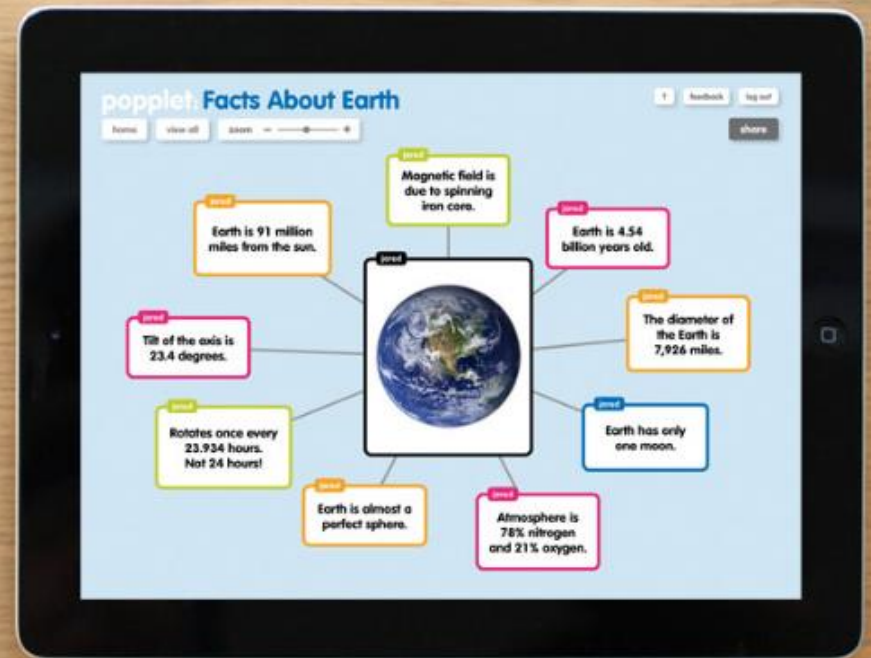 popplet: Facts About Earth
? feedback log out
home view all zoom - +
share
jared
Magnetic field is
due to spinning
iron core.
jared
Earth is 91 million
miles from the sun.
jared
Earth is 4.54
billion years old.
jared
jared
The diameter of
the Earth is
7,926 miles.
jared
Tilt of the axis is
23.4 degrees.
jared
Rotates once every
23.934 hours.
Not 24 hours!
jared
Earth has only
one moon.
jared
Earth is almost a
perfect sphere.
jared
Atmosphere is
78% nitrogen
and 21% oxygen.